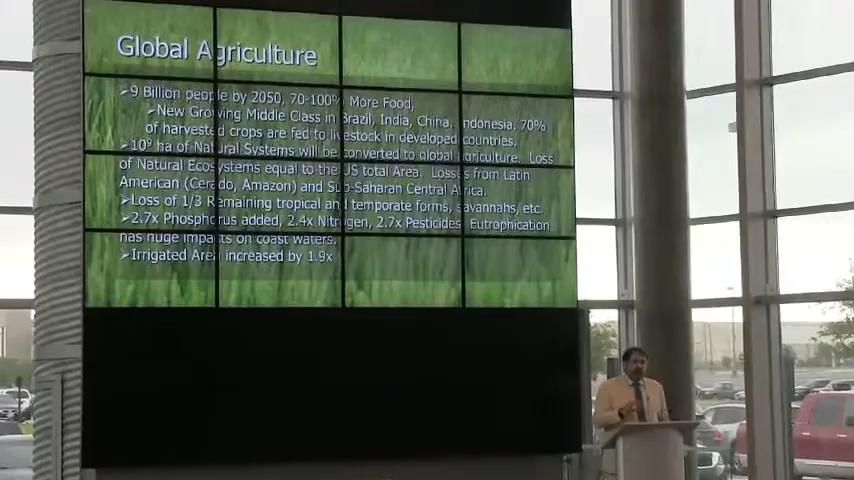 Global Agriculture
➢9 Billion people by 2050, 70-100% More Food,
➢New Growing Middle Class in Brazil, India, China, Indonesia. 70%
of harvested crops are fed to livestock in developed countries.
➢10⁹ ha of Natural Systems will be converted to global agriculture. Loss
of Natural Ecosystems equal to the US total Area. Losses from Latin
American (Cerado, Amazon) and Sub-Saharan Central Africa.
➢Loss of 1/3 Remaining tropical and temporate forms, savannahs, etc.
➢2.7x Phosphorus added, 2.4x Nitrogen, 2.7x Pesticides Eutrophication
has huge impacts on coast waters.
➢Irrigated Area increased by 1.9x